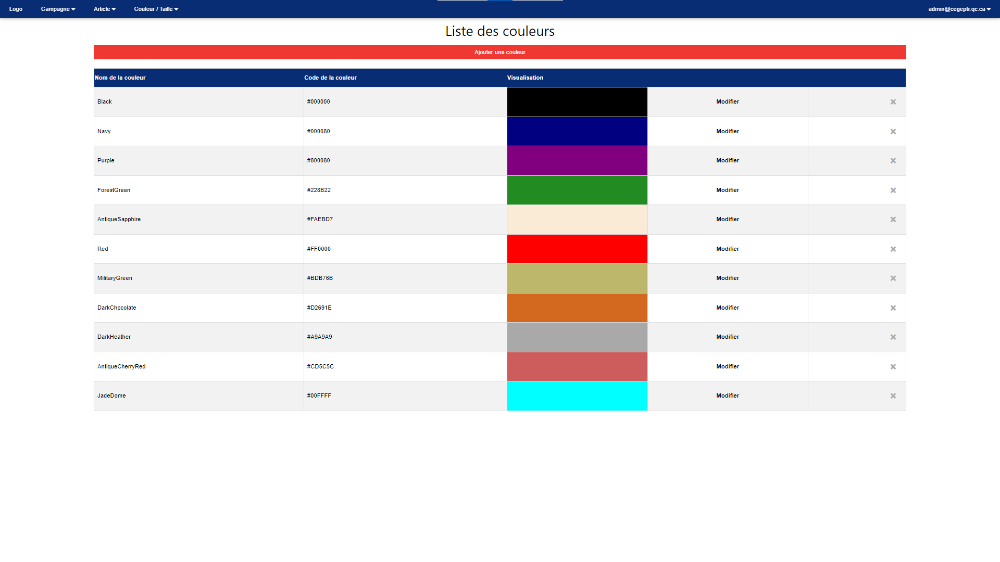 Logo Campagne Article Couleur / Taille admin@cegeptr.qc.ca
Liste des couleurs
Ajouter une couleur
Nom de la couleur Code de la couleur Visualisation
Black #000000 Modifier
Navy #000080 Modifier
Purple #800080 Modifier
ForestGreen #228B22 Modifier
AntiqueSapphire #FAEBD7 Modifier
Red #FF0000 Modifier
MilitaryGreen #BDB76B Modifier
DarkChocolate #D2691E Modifier
DarkHeather #A9A9A9 Modifier
AntiqueCherryRed #CD5C5C Modifier
JadeDome #00FFFF Modifier